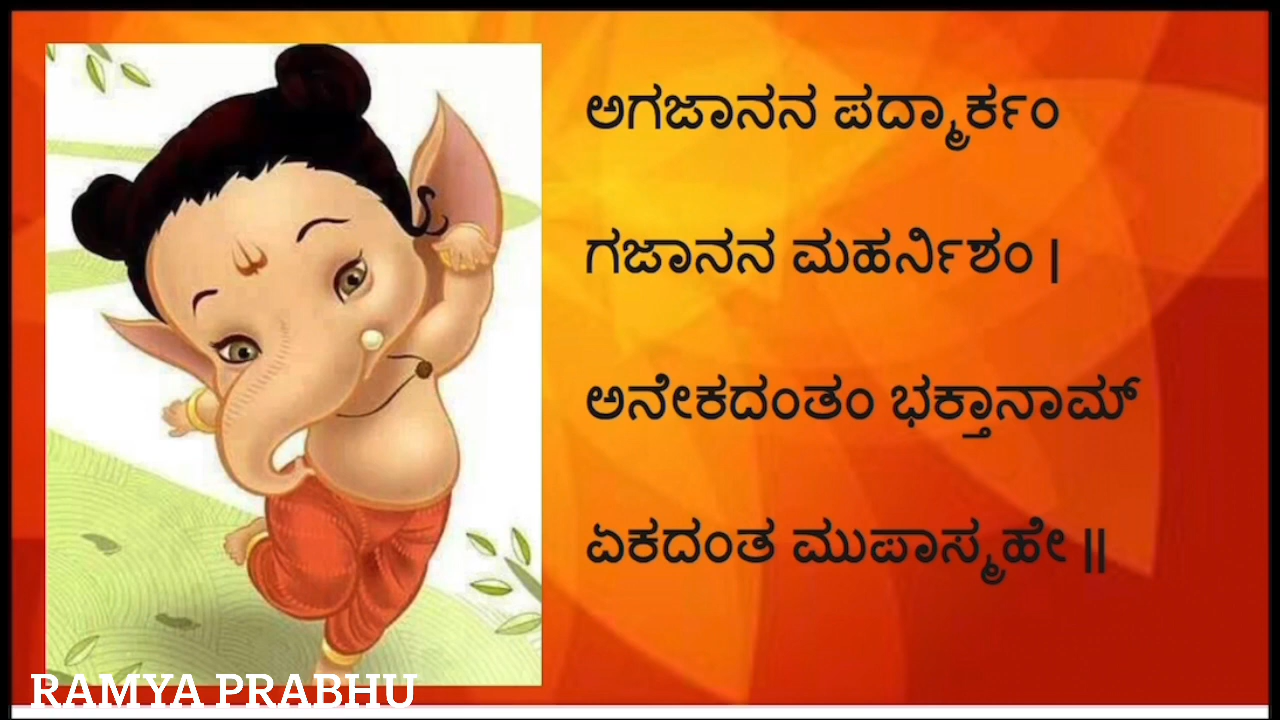 ಅಗಜಾನನ ಪದ್ಮಾರ್ಕಂ
ಗಜಾನನ ಮಹರ್ನಿಶಂ |
ಅನೇಕದಂತಂ ಭಕ್ತಾನಾಮ್
ಏಕದಂತ ಮುಪಾಸ್ಮಹೇ ||
RAMYA PRABHU